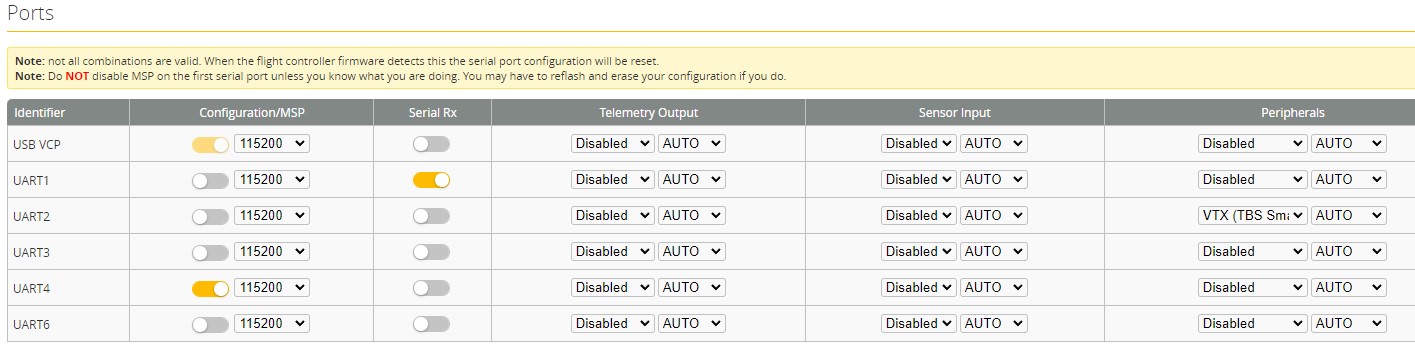 Ports
Note: not all combinations are valid. When the flight controller firmware detects this the serial port configuration will be reset.
Note: Do NOT disable MSP on the first serial port unless you know what you are doing. You may have to reflash and erase your configuration if you do.
Identifier Configuration/MSP Serial Rx Telemetry Output Sensor Input Peripherals
USB VCP 115200 Disabled AUTO Disabled AUTO Disabled AUTO
UART1 115200 Disabled AUTO Disabled AUTO Disabled AUTO
UART2 115200 Disabled AUTO Disabled AUTO VTX (TBS Sma AUTO
UART3 115200 Disabled AUTO Disabled AUTO Disabled AUTO
UART4 115200 Disabled AUTO Disabled AUTO Disabled AUTO
UART6 115200 Disabled AUTO Disabled AUTO Disabled AUTO